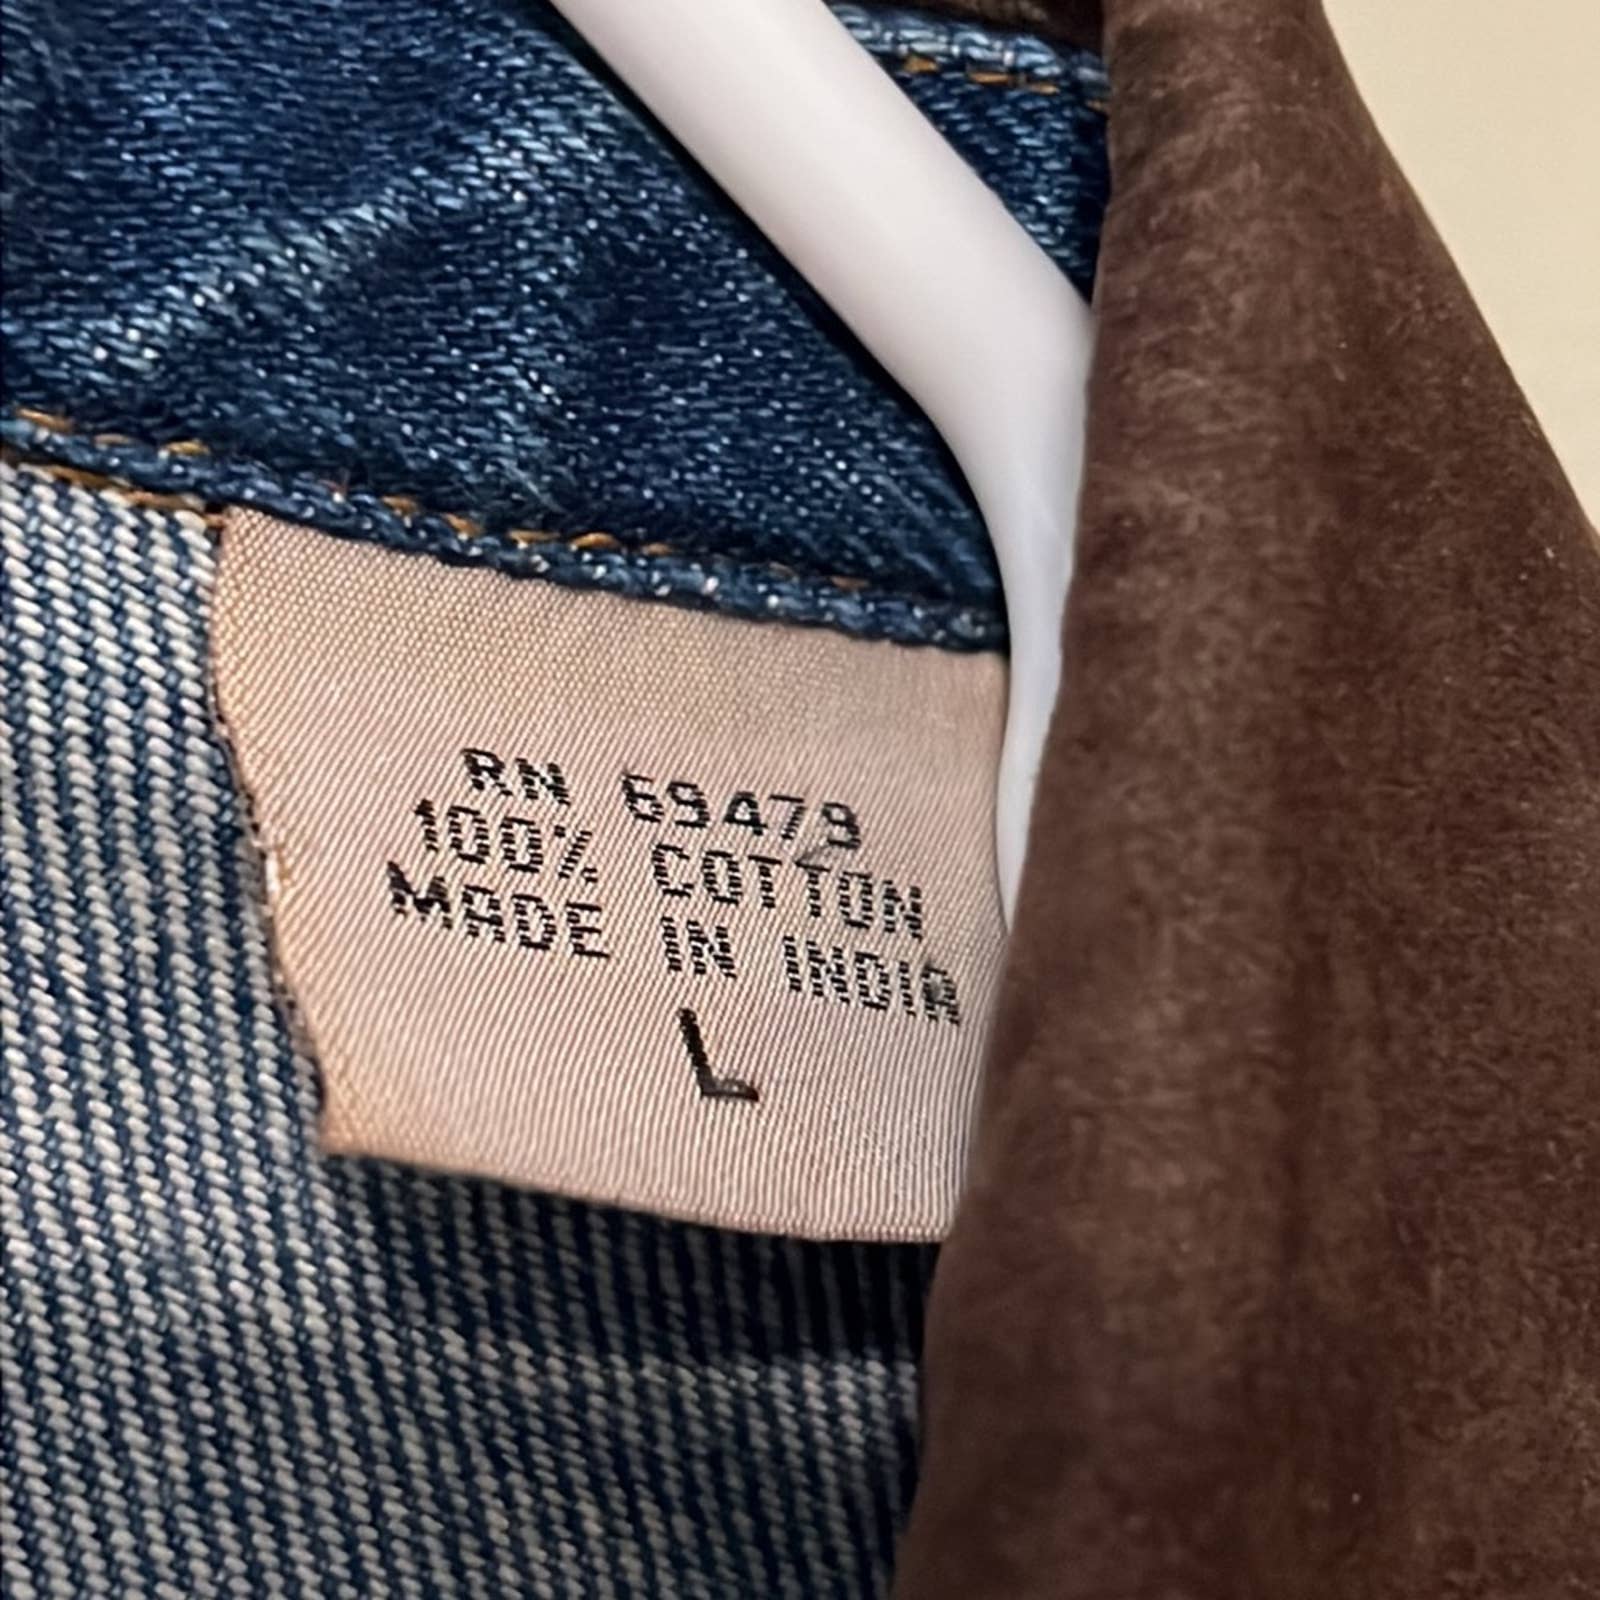 RN 69479
100% COTTON
MADE IN INDIA
L